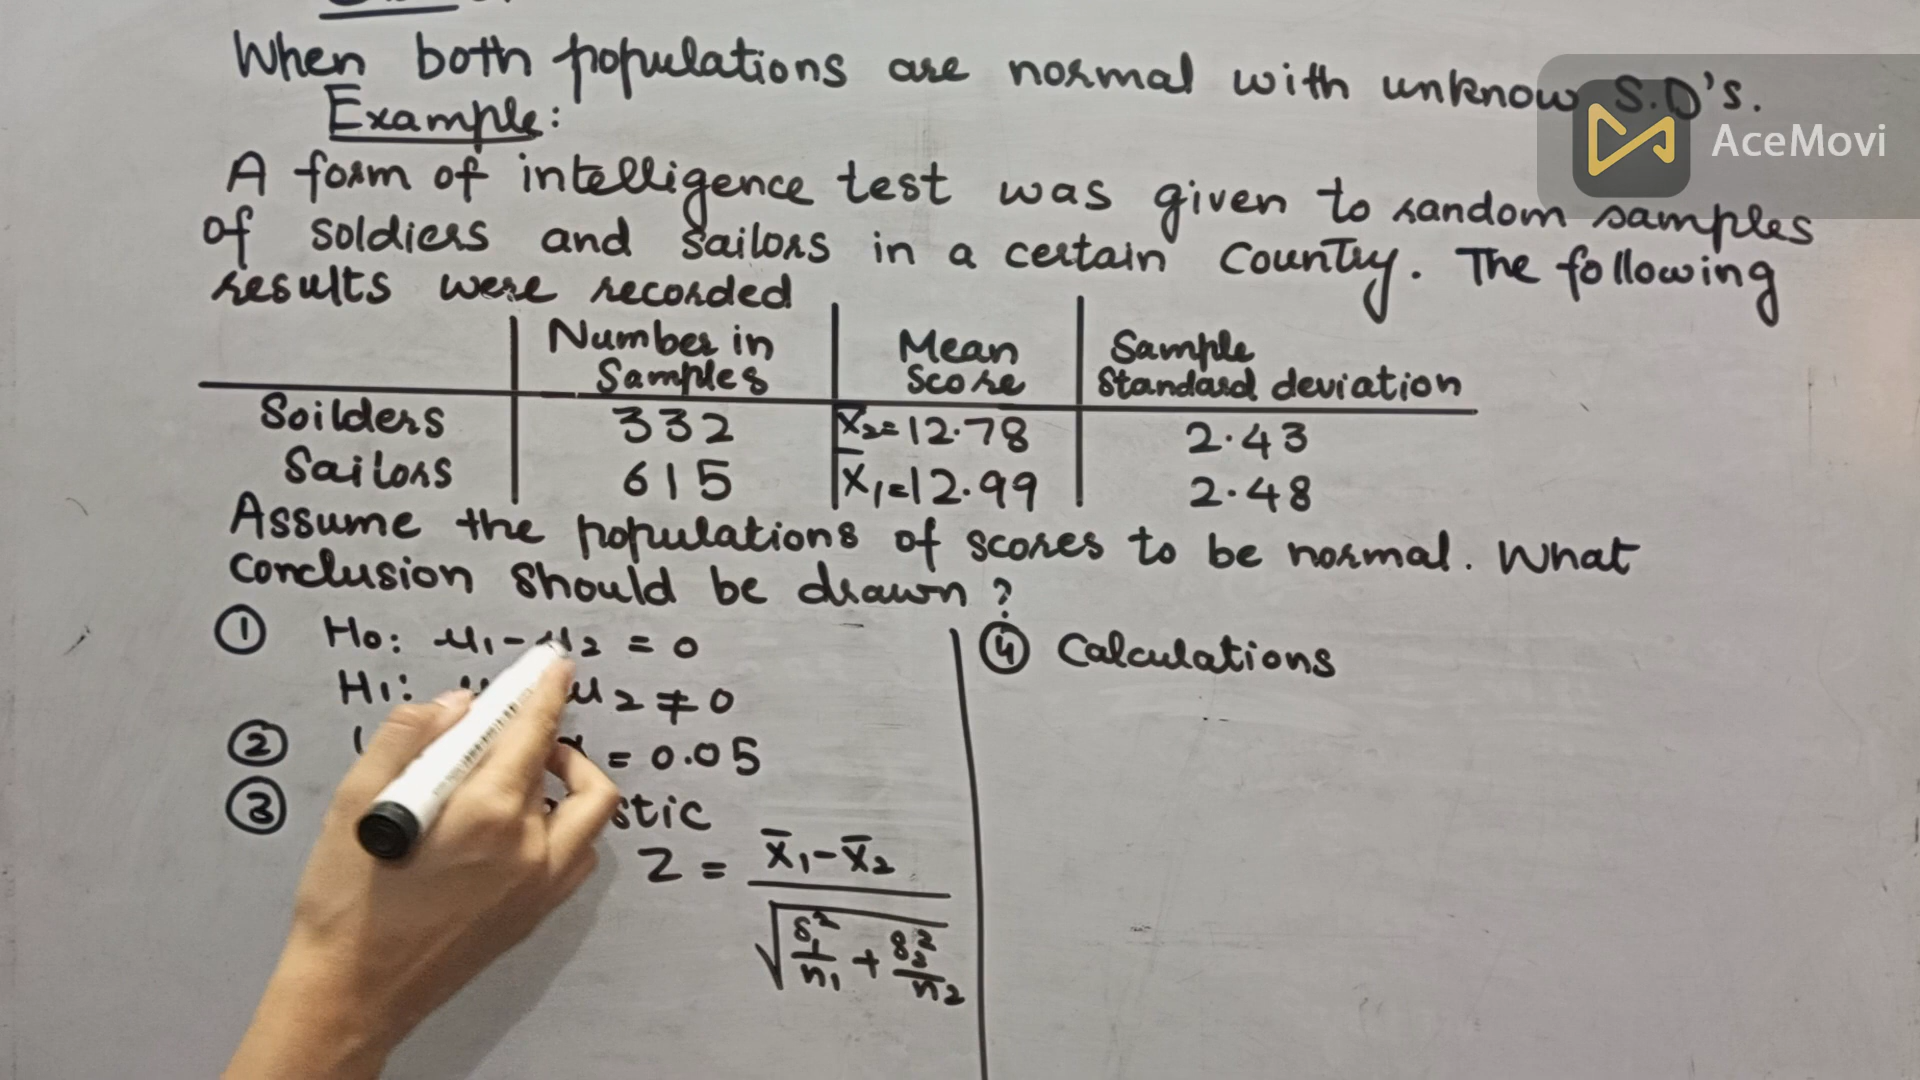 When both populations are normal with unknow S.D's.
Example:
AceMovi
A form of intelligence test was given to random samples
of soldiers and sailors in a certain country. The following
results were recorded
Number in Samples | Mean Score | Sample Standard deviation
Soilders 332 x̄₂=12.78 2.43
Sailors 615 x̄₁=12.99 2.48
Assume the populations of scores to be normal. What
conclusion should be drawn?
① H₀: μ₁-μ₂ = 0
H₁: μ₂ ≠ 0
② = 0.05
③
Z = x̄₁-x̄₂ / √(s₁²/n₁ + s₂²/n₂)
④ Calculations